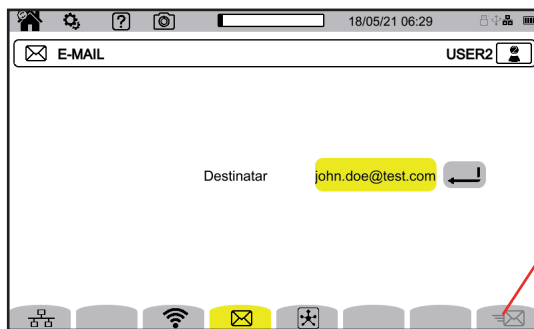 18/05/21 06:29
E-MAIL
USER2
Destinatar
john.doe@test.com